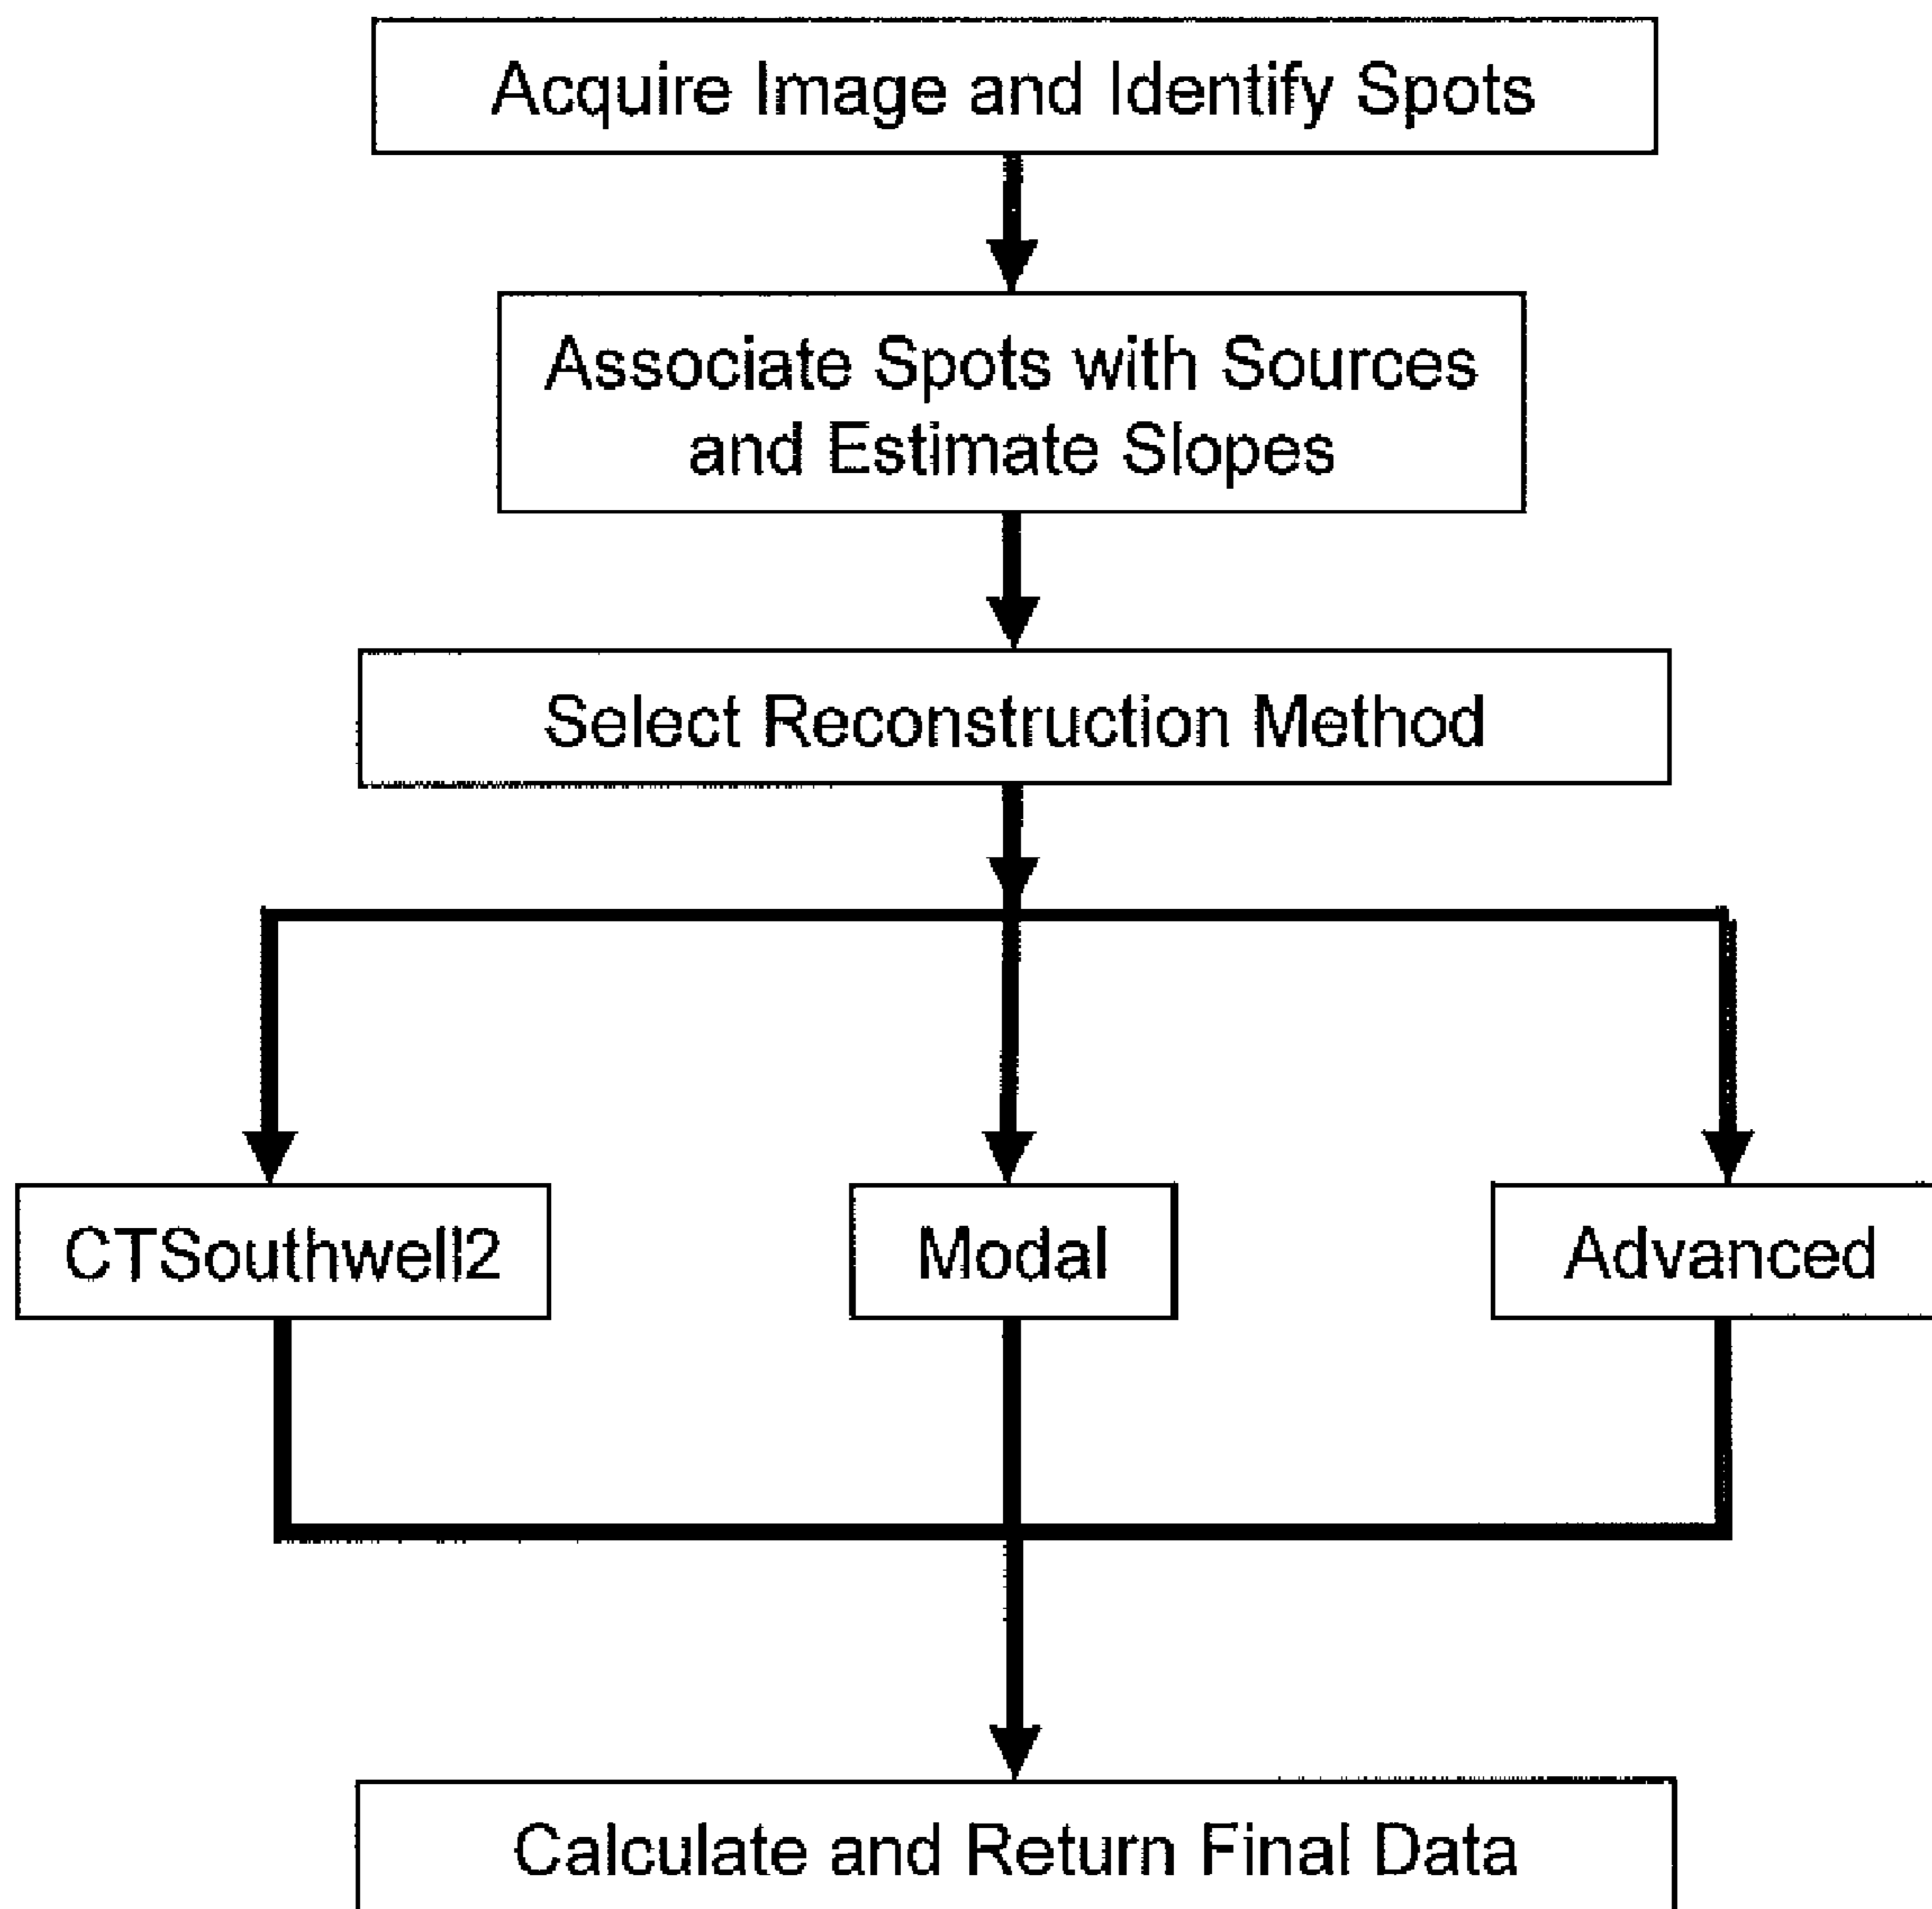 Acquire Image and Identify Spots
Associate Spots with Sources
and Estimate Slopes
Select Reconstruction Method
CTSouthwell2
Modal
Advanced
Calculate and Return Final Data